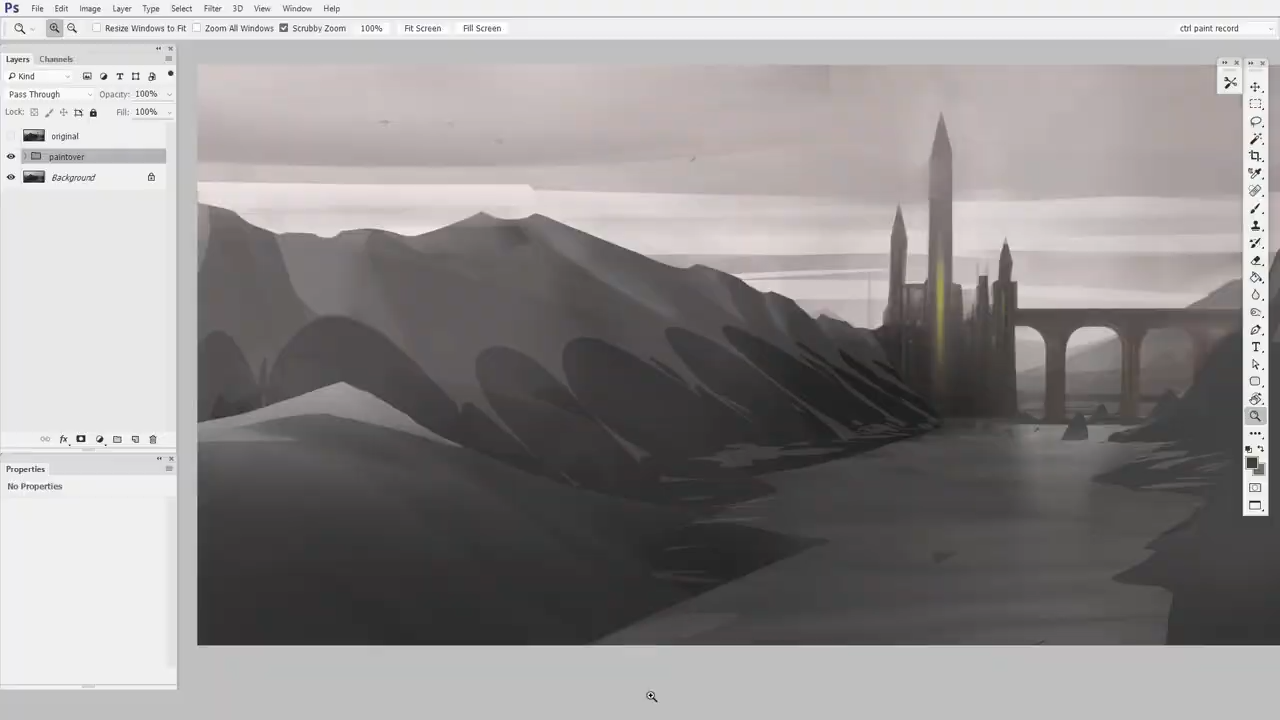 Ps File Edit Image Layer Type Select Filter 3D View Window Help
Resize Windows to Fit Zoom All Windows Scrubby Zoom 100% Fit Screen Fill Screen ctrl paint record
Layers Channels
Kind
Pass Through Opacity: 100%
Lock: Fill: 100%
original
paintover
Background
Properties
No Properties